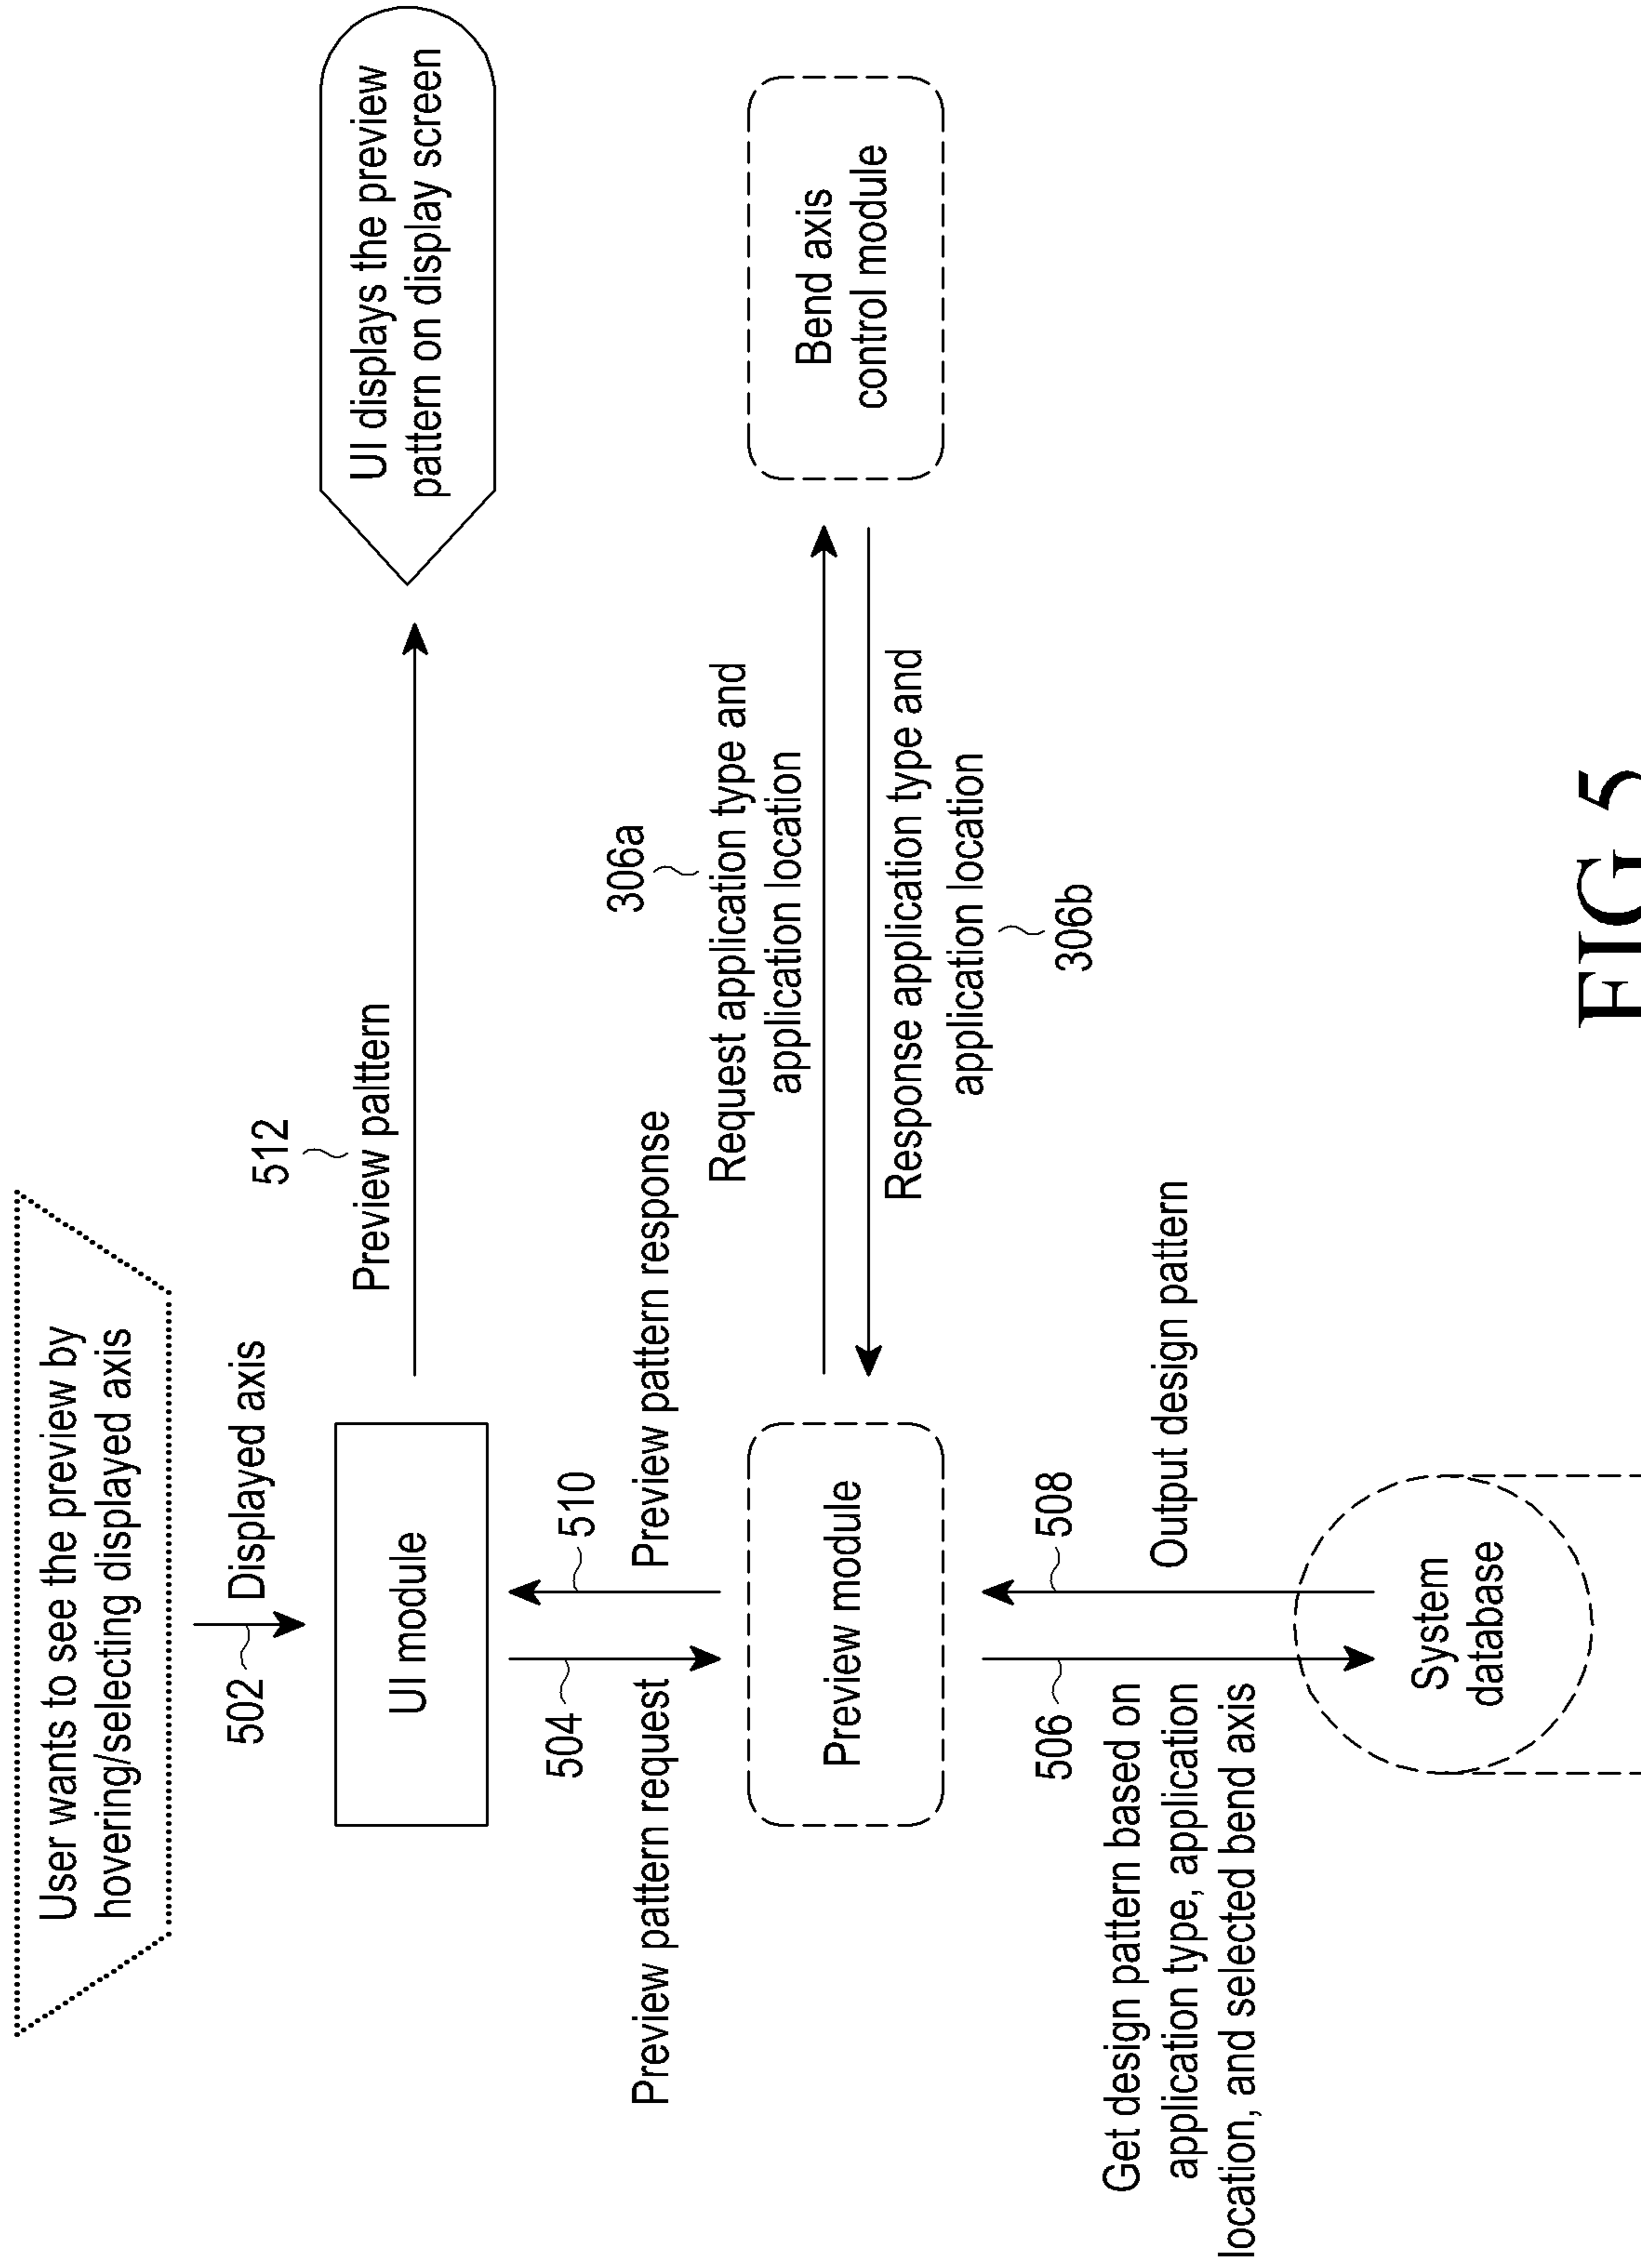 User wants to see the preview by
hovering/selecting displayed axis
502
Displayed axis
512
Preview palttern
UI module
UI displays the preview
pattern on display screen
504
510
Preview pattern request
Preview pattern response
306a
Request application type and
application location
Preview module
Bend axis
control module
Response application type and
application location
306b
506
508
Get design pattern based on
application type, application
location, and selected bend axis
Output design pattern
System
database
FIG 5